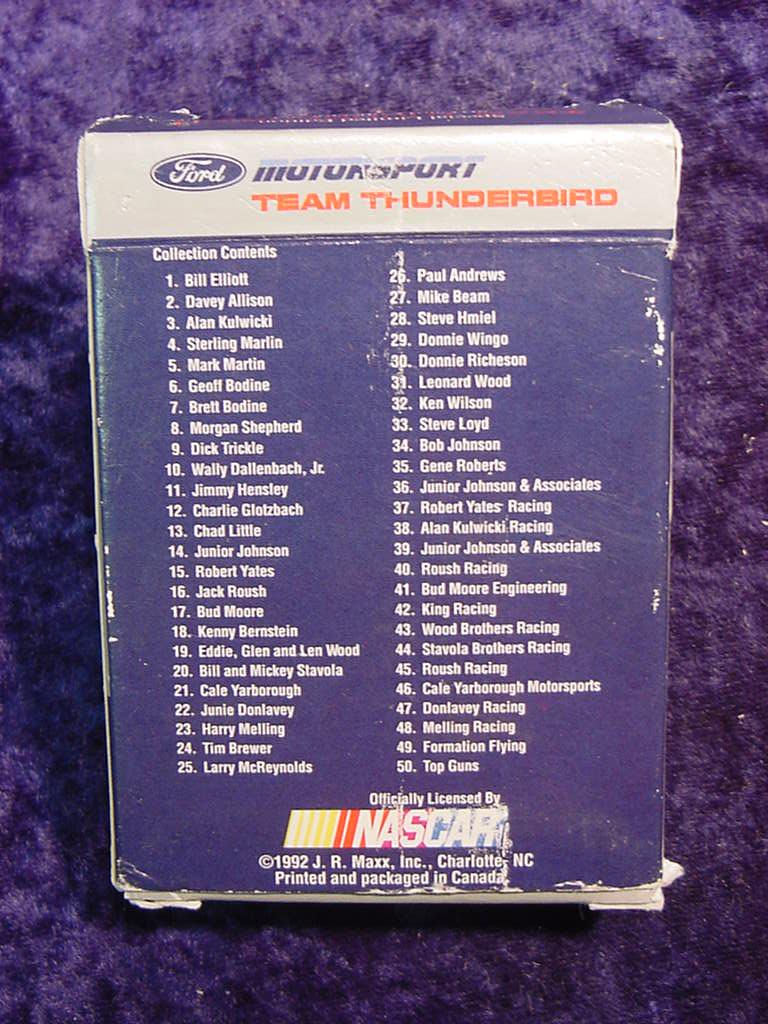 Ford MOTORSPORT
TEAM THUNDERBIRD
Collection Contents
1. Bill Elliott
2. Davey Allison
3. Alan Kulwicki
4. Sterling Marlin
5. Mark Martin
6. Geoff Bodine
7. Brett Bodine
8. Morgan Shepherd
9. Dick Trickle
10. Wally Dallenbach, Jr.
11. Jimmy Hensley
12. Charlie Glotzbach
13. Chad Little
14. Junior Johnson
15. Robert Yates
16. Jack Roush
17. Bud Moore
18. Kenny Bernstein
19. Eddie, Glen and Len Wood
20. Bill and Mickey Stavola
21. Cale Yarborough
22. Junie Donlavey
23. Harry Melling
24. Tim Brewer
25. Larry McReynolds
26. Paul Andrews
27. Mike Beam
28. Steve Hmiel
29. Donnie Wingo
30. Donnie Richeson
31. Leonard Wood
32. Ken Wilson
33. Steve Loyd
34. Bob Johnson
35. Gene Roberts
36. Junior Johnson & Associates
37. Robert Yates Racing
38. Alan Kulwicki Racing
39. Junior Johnson & Associates
40. Roush Racing
41. Bud Moore Engineering
42. King Racing
43. Wood Brothers Racing
44. Stavola Brothers Racing
45. Roush Racing
46. Cale Yarborough Motorsports
47. Donlavey Racing
48. Melling Racing
49. Formation Flying
50. Top Guns
Officially Licensed By
NASCAR
©1992 J. R. Maxx, Inc., Charlotte, NC
Printed and packaged in Canada.